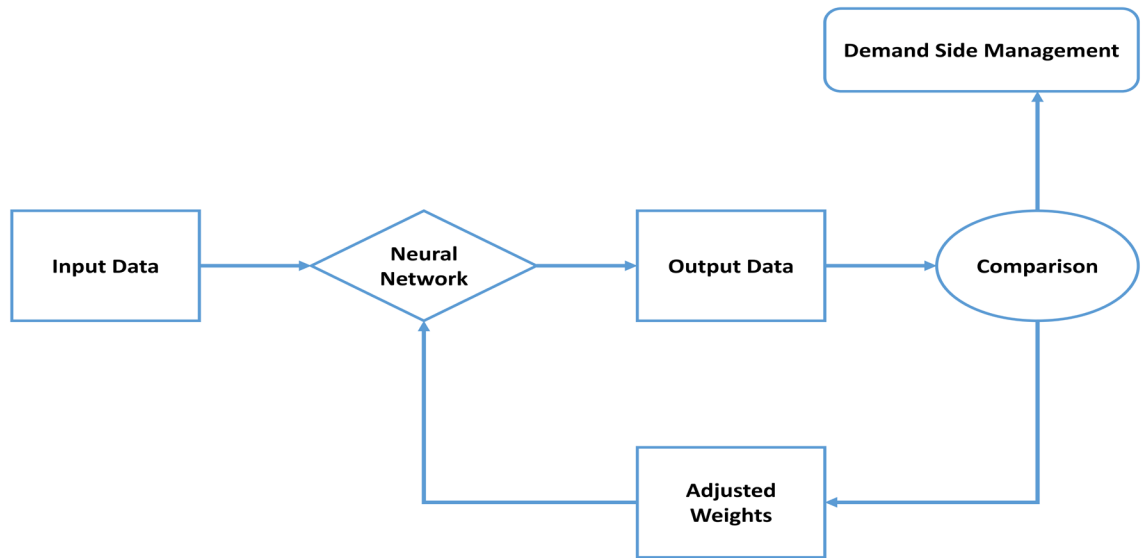 Demand Side Management
Input Data
Neural
Network
Output Data
Comparison
Adjusted
Weights